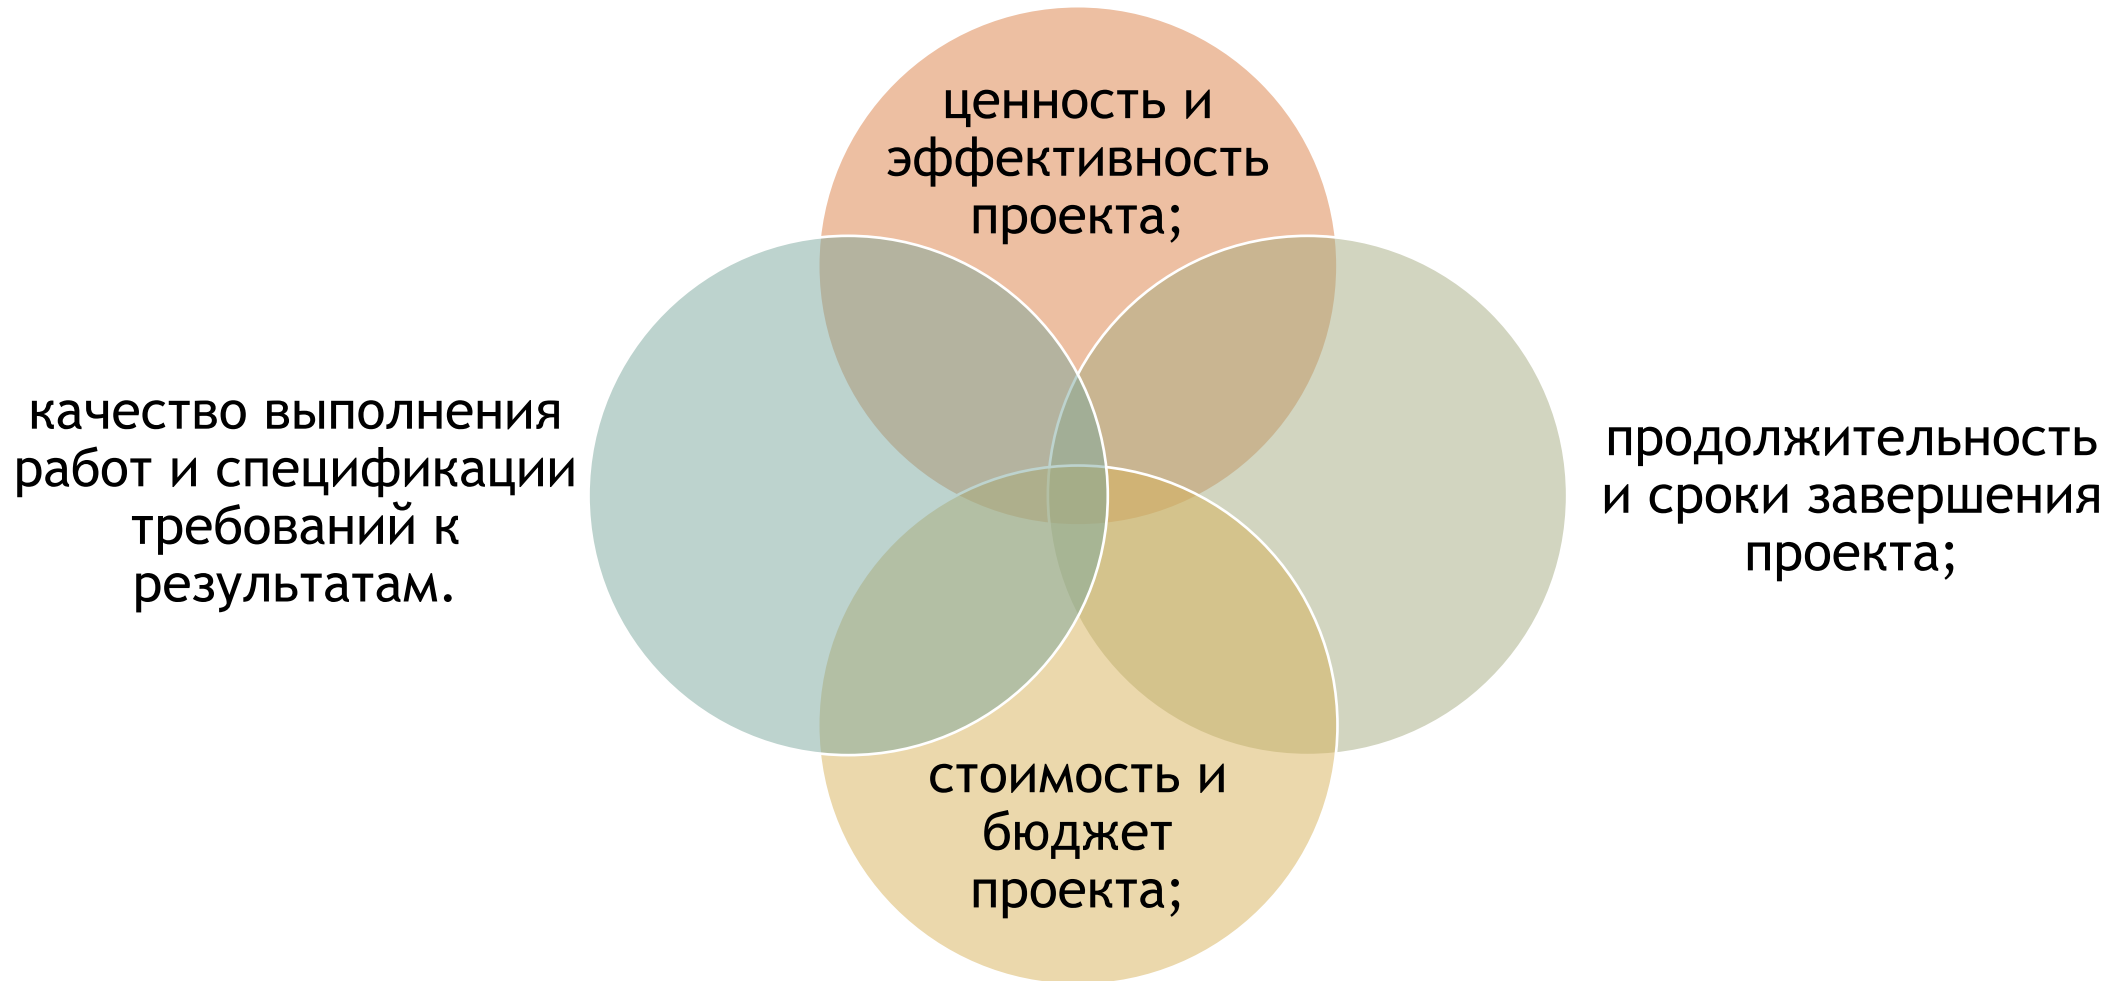 ценность и
эффективность
проекта;
продолжительность
и сроки завершения
проекта;
стоимость и
бюджет
проекта;
качество выполнения
работ и спецификации
требований к
результатам.